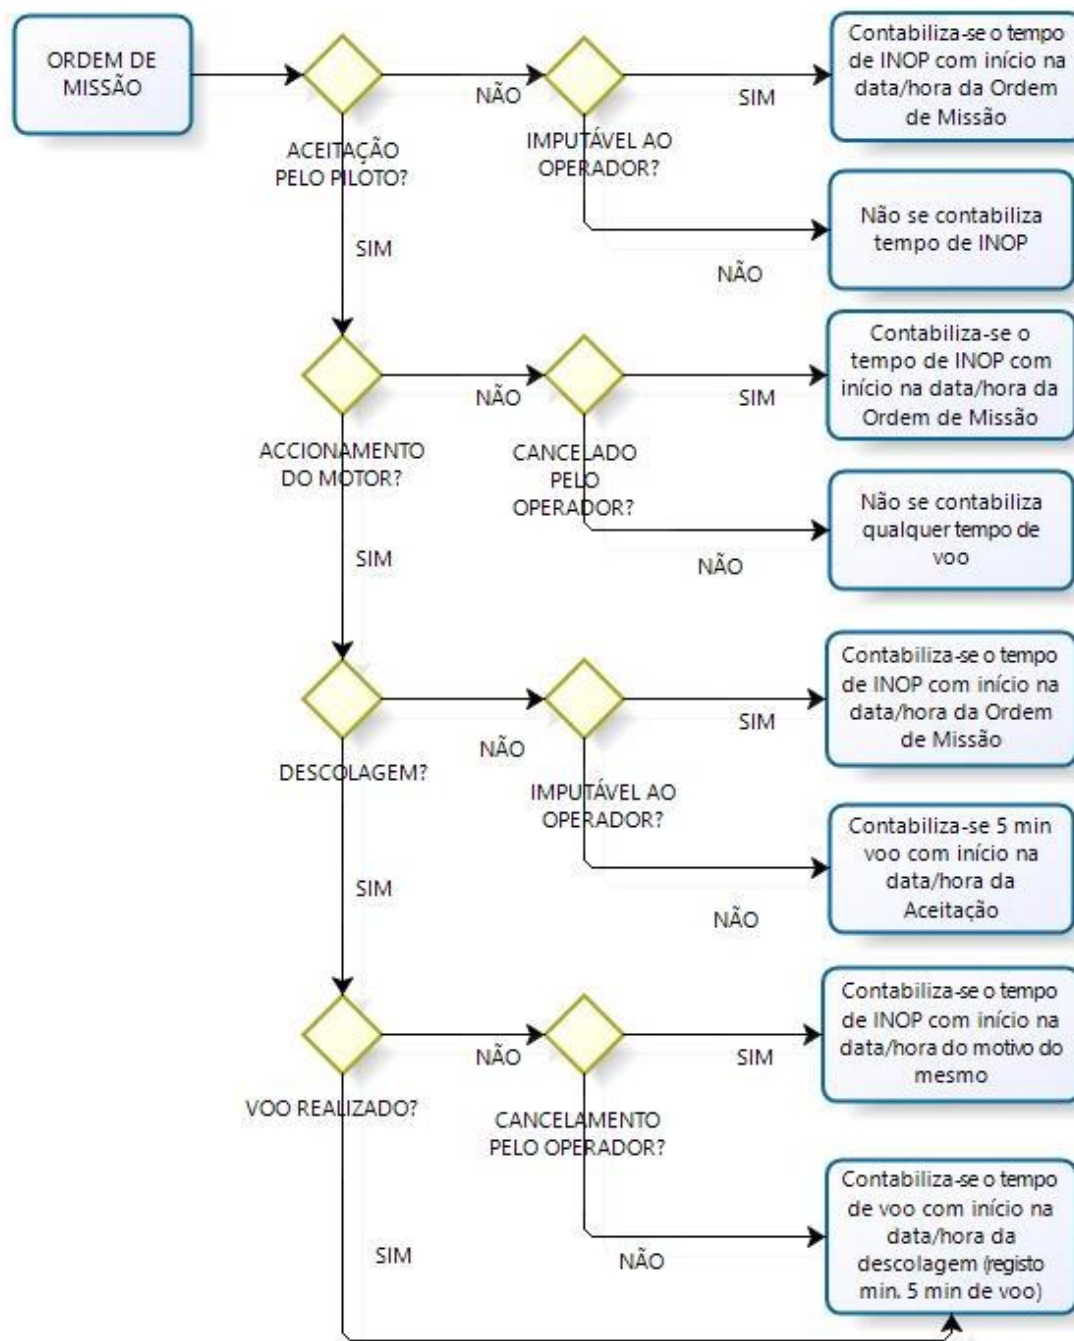 ORDEM DE
MISSÃO
ACEITAÇÃO
PELO PILOTO?
NÃO
IMPUTÁVEL AO
OPERADOR?
SIM
Contabiliza-se o tempo
de INOP com início na
data/hora da Ordem
de Missão
NÃO
Não se contabiliza
tempo de INOP
SIM
ACCIONAMENTO
DO MOTOR?
NÃO
CANCELADO
PELO
OPERADOR?
SIM
Contabiliza-se o
tempo de INOP com
início na data/hora da
Ordem de Missão
NÃO
Não se contabiliza
qualquer tempo de
voo
SIM
DESCOLAGEM?
NÃO
IMPUTÁVEL AO
OPERADOR?
SIM
Contabiliza-se o tempo
de INOP com início na
data/hora da Ordem
de Missão
NÃO
Contabiliza-se 5 min
voo com início na
data/hora da
Aceitação
SIM
VOO REALIZADO?
NÃO
CANCELAMENTO
PELO OPERADOR?
SIM
Contabiliza-se o tempo
de INOP com início na
data/hora do motivo do
mesmo
NÃO
Contabiliza-se o tempo
de voo com início na
data/hora da
descolagem (registo
min. 5 min de voo)
SIM